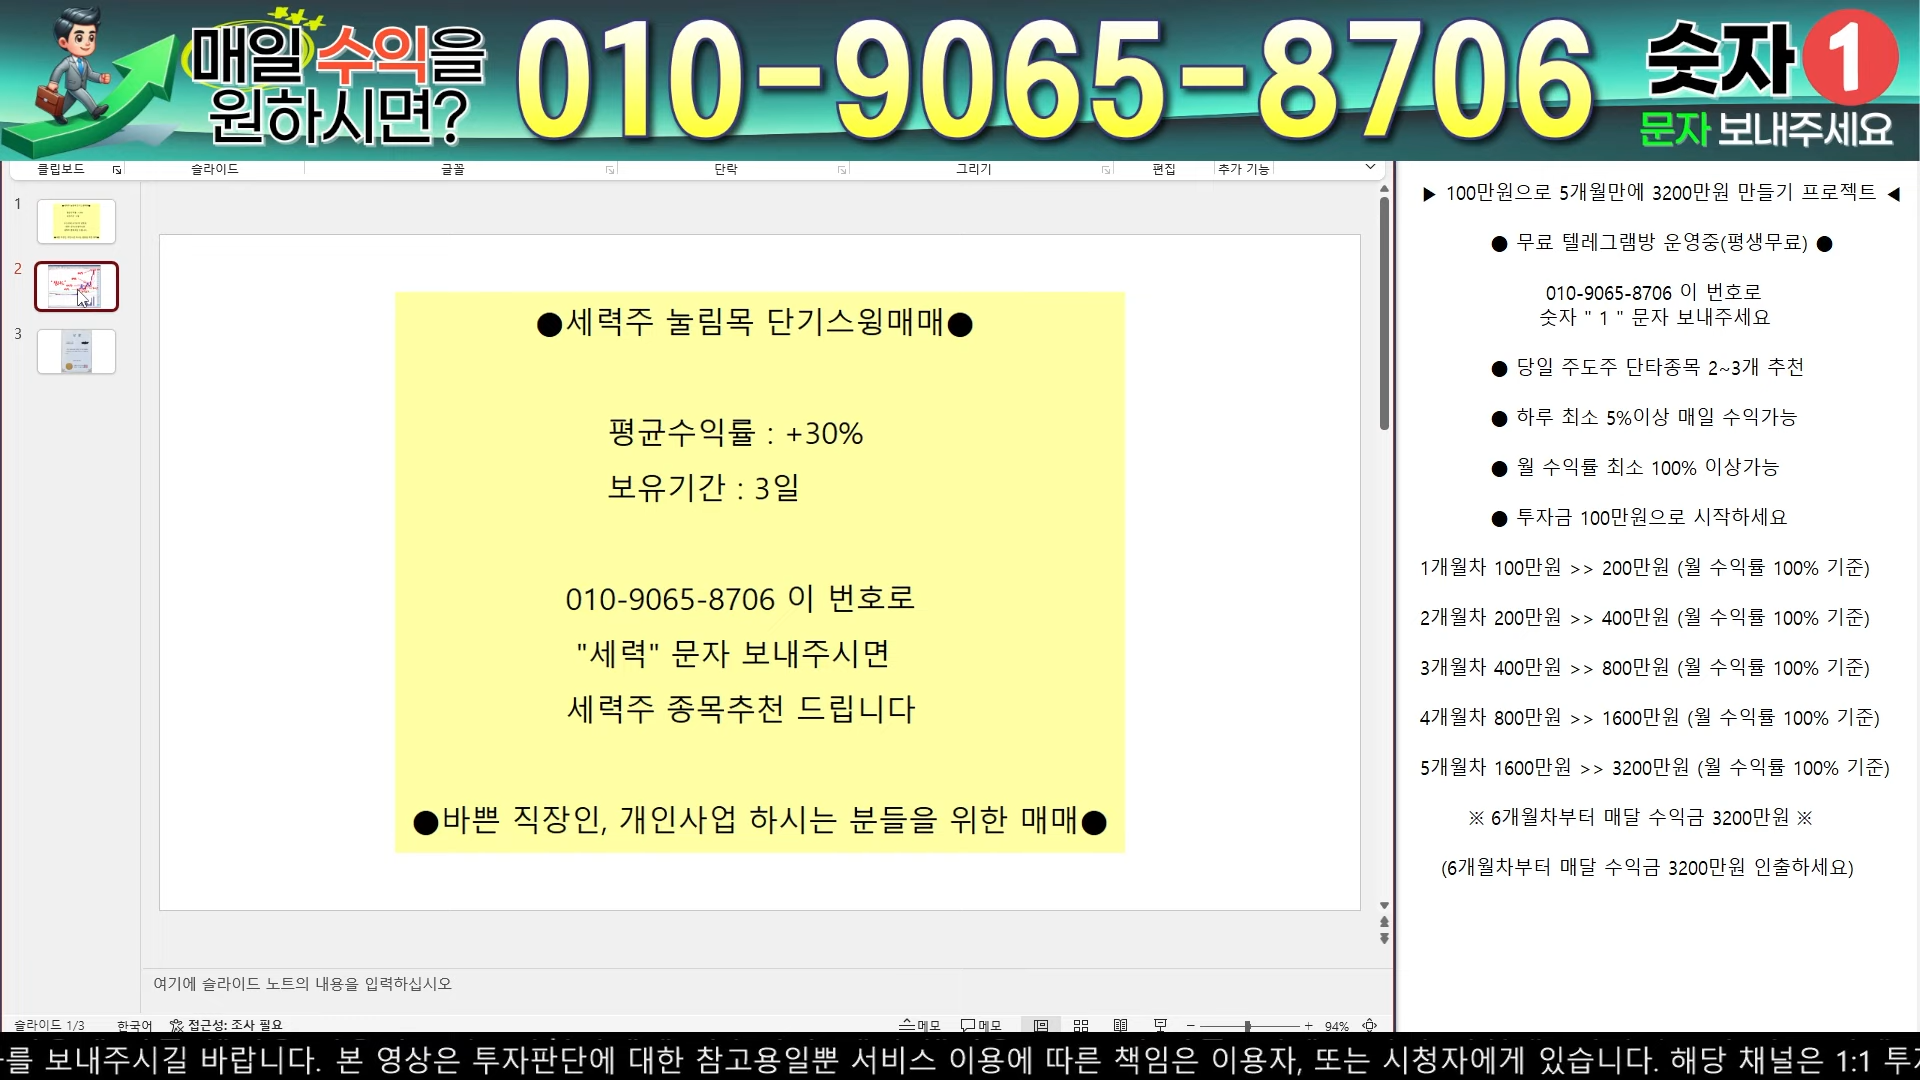 매일 수익을
원하시면?
010-9065-8706
숫자 1
문자 보내주세요
클립보드 슬라이드 글꼴 단락 그리기 편집 추가 기능
1
2
3
●세력주 눌림목 단기스윙매매●
평균수익률 : +30%
보유기간 : 3일
010-9065-8706 이 번호로
"세력" 문자 보내주시면
세력주 종목추천 드립니다
●바쁜 직장인, 개인사업 하시는 분들을 위한 매매●
여기에 슬라이드 노트의 내용을 입력하십시오
슬라이드 1/3 한국어 접근성: 조사 필요 메모 메모 94%
▶ 100만원으로 5개월만에 3200만원 만들기 프로젝트 ◀
● 무료 텔레그램방 운영중(평생무료) ●
010-9065-8706 이 번호로
숫자 " 1 " 문자 보내주세요
● 당일 주도주 단타종목 2~3개 추천
● 하루 최소 5%이상 매일 수익가능
● 월 수익률 최소 100% 이상가능
● 투자금 100만원으로 시작하세요
1개월차 100만원 >> 200만원 (월 수익률 100% 기준)
2개월차 200만원 >> 400만원 (월 수익률 100% 기준)
3개월차 400만원 >> 800만원 (월 수익률 100% 기준)
4개월차 800만원 >> 1600만원 (월 수익률 100% 기준)
5개월차 1600만원 >> 3200만원 (월 수익률 100% 기준)
※ 6개월차부터 매달 수익금 3200만원 ※
(6개월차부터 매달 수익금 3200만원 인출하세요)
를 보내주시길 바랍니다. 본 영상은 투자판단에 대한 참고용일뿐 서비스 이용에 따른 책임은 이용자, 또는 시청자에게 있습니다. 해당 채널은 1:1 투자